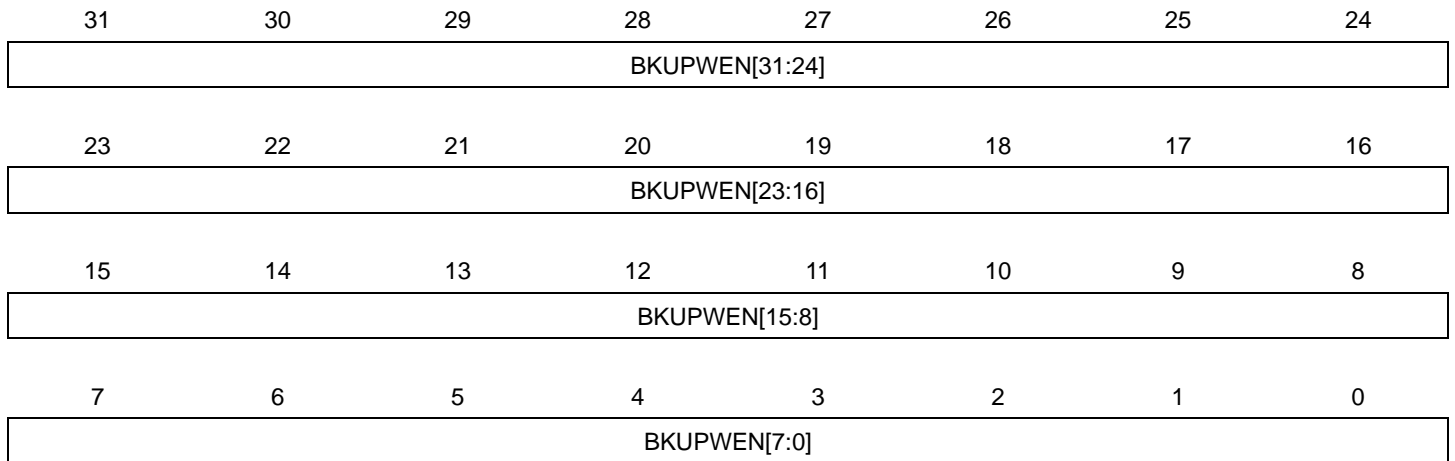 31 30 29 28 27 26 25 24
BKUPWEN[31:24]
23 22 21 20 19 18 17 16
BKUPWEN[23:16]
15 14 13 12 11 10 9 8
BKUPWEN[15:8]
7 6 5 4 3 2 1 0
BKUPWEN[7:0]